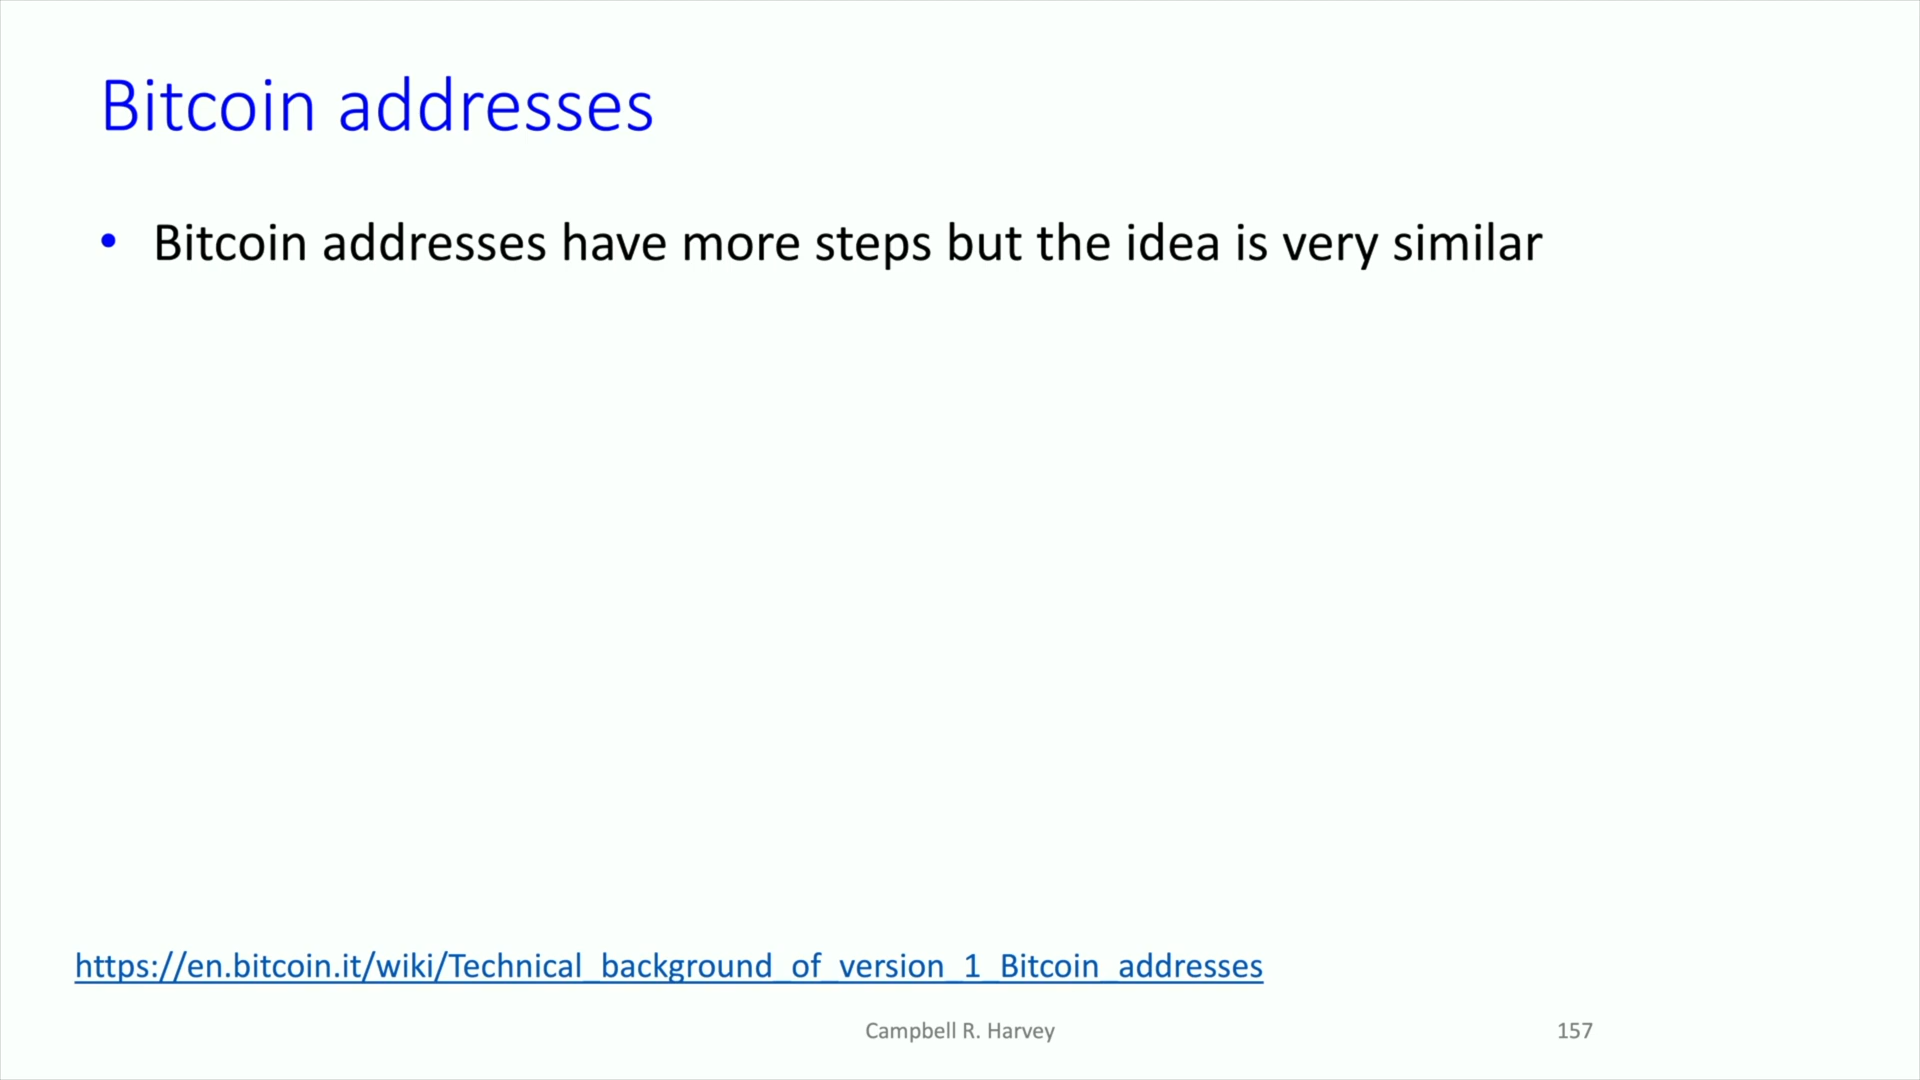 Bitcoin addresses
• Bitcoin addresses have more steps but the idea is very similar
https://en.bitcoin.it/wiki/Technical_background_of_version_1_Bitcoin_addresses
Campbell R. Harvey
157